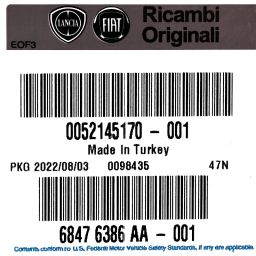 LANCIA FIAT
Ricambi
Originali
EOF3
0052145170 - 001
Made In Turkey
PKG 2022/08/03 0098435 47N
6847 6386 AA - 001
Contents conform to U.S. Federal Motor Vehicle Safety Standards, if any are applicable